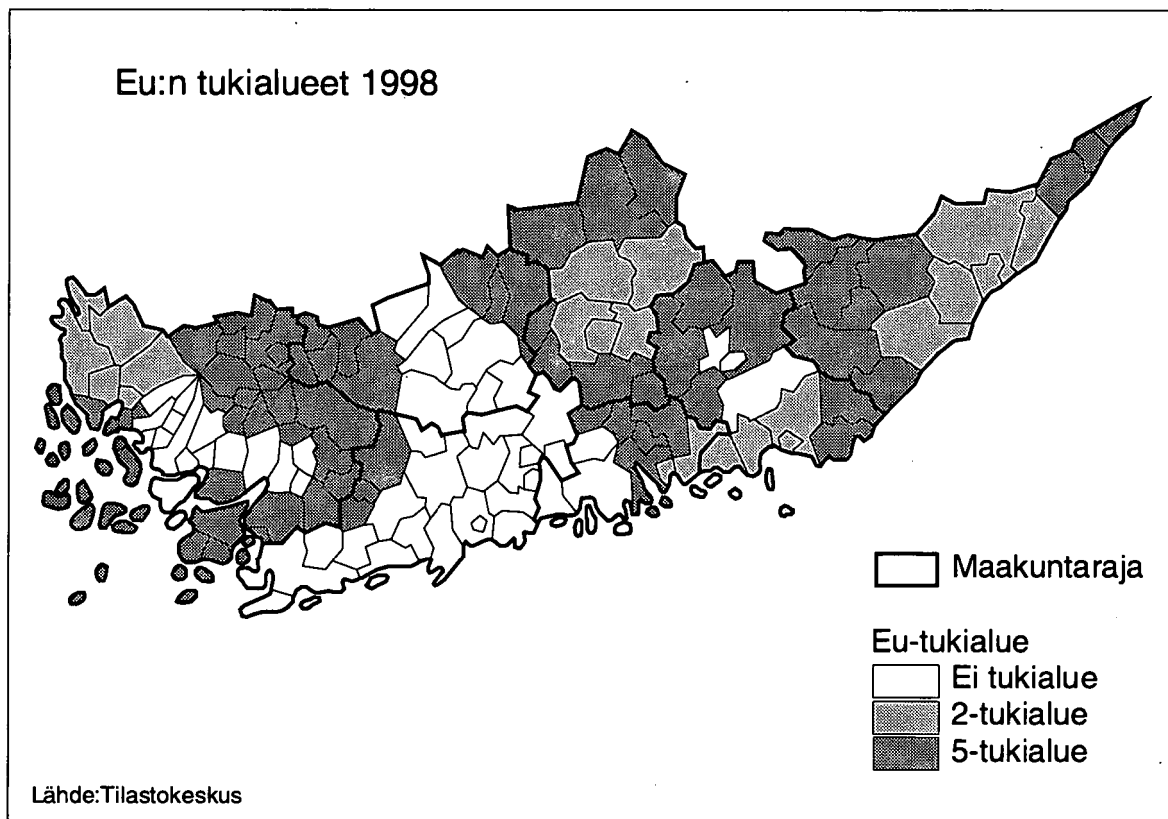 Eu:n tukialueet 1998
Maakuntaraja
Eu-tukialue
Ei tukialue
2-tukialue
5-tukialue
Lähde:Tilastokeskus